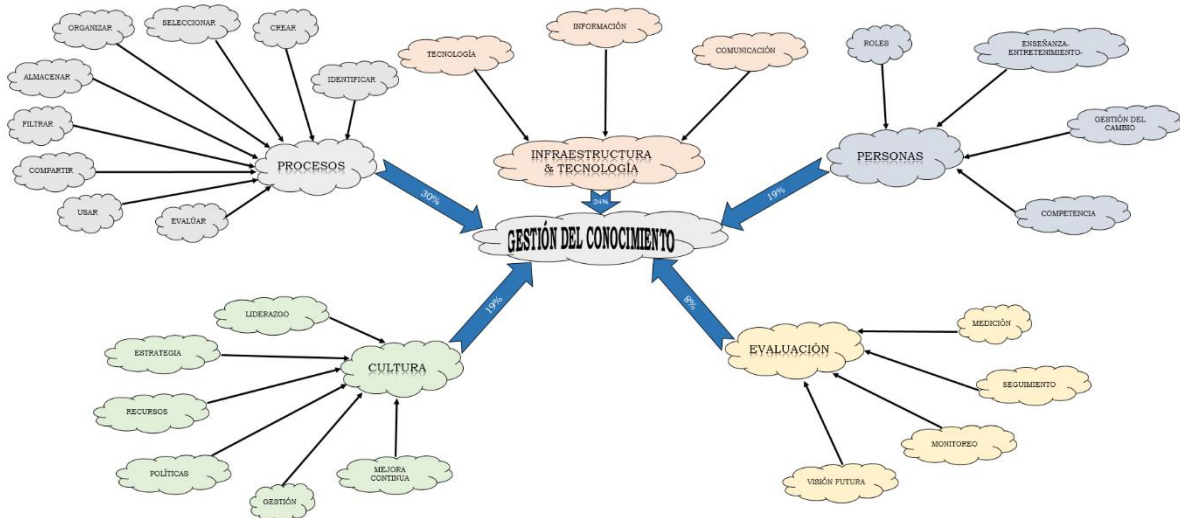 ORGANIZAR
SELECCIONAR
CREAR
IDENTIFICAR
ALMACENAR
FILTRAR
COMPARTIR
USAR
EVALÚAR
PROCESOS
30%
TECNOLOGÍA
INFORMACIÓN
COMUNICACIÓN
INFRAESTRUCTURA
& TECNOLOGÍA
24%
ROLES
ENSEÑANZA-
ENTRETENIMIENTO-
GESTIÓN DEL
CAMBIO
COMPETENCIA
PERSONAS
19%
GESTIÓN DEL CONOCIMIENTO
LIDERAZGO
ESTRATEGIA
RECURSOS
POLÍTICAS
GESTIÓN
MEJORA
CONTINUA
CULTURA
19%
EVALUACIÓN
8%
MEDICIÓN
SEGUIMIENTO
MONITOREO
VISIÓN FUTURA